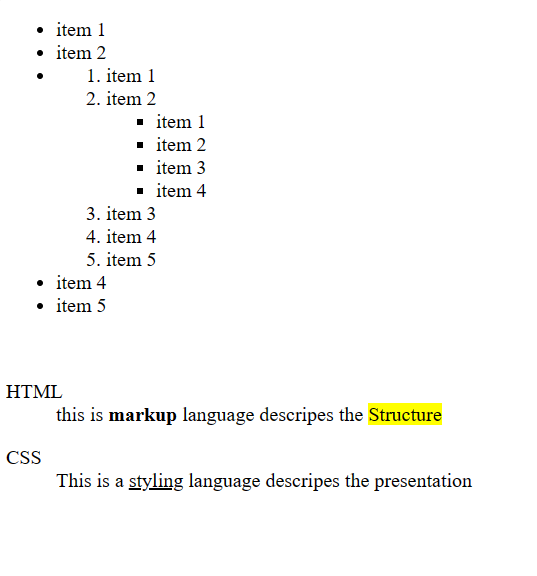 • item 1
• item 2
• 1. item 1
2. item 2
▪ item 1
▪ item 2
▪ item 3
▪ item 4
3. item 3
4. item 4
5. item 5
• item 4
• item 5
HTML
this is markup language descripes the Structure
CSS
This is a styling language descripes the presentation